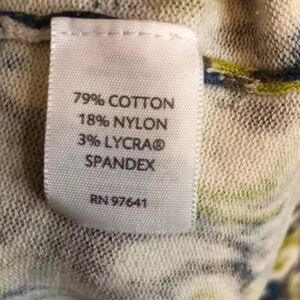 79% COTTON
18% NYLON
3% LYCRA®
SPANDEX
RN 97641